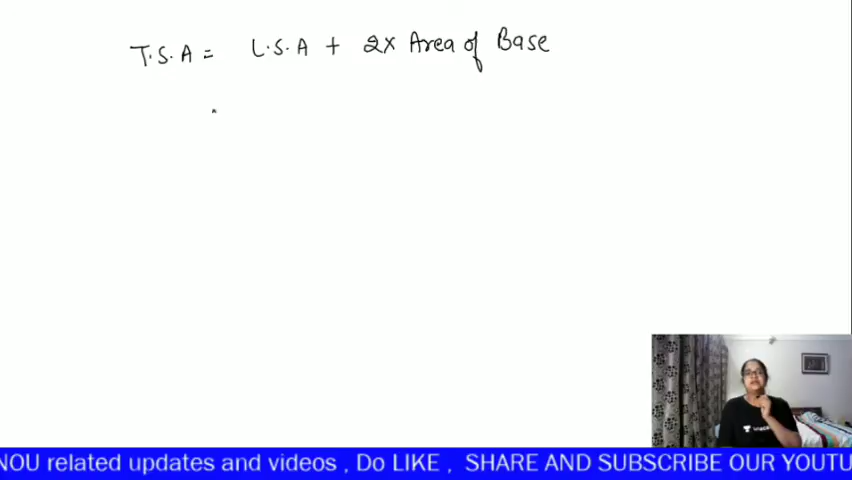 T.S.A = L.S.A + 2x Area of Base
NOU related updates and videos , Do LIKE , SHARE AND SUBSCRIBE OUR YOUTU